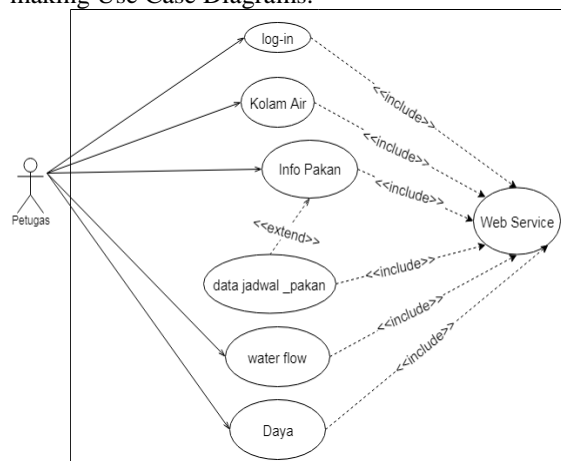 making Use Case Diagrams.
log-in
<<include>>
Kolam Air
<<include>>
Info Pakan
<<include>>
Petugas
Web Service
<<extend>>
data jadwal _pakan
<<include>>
water flow
<<include>>
Daya
<<include>>